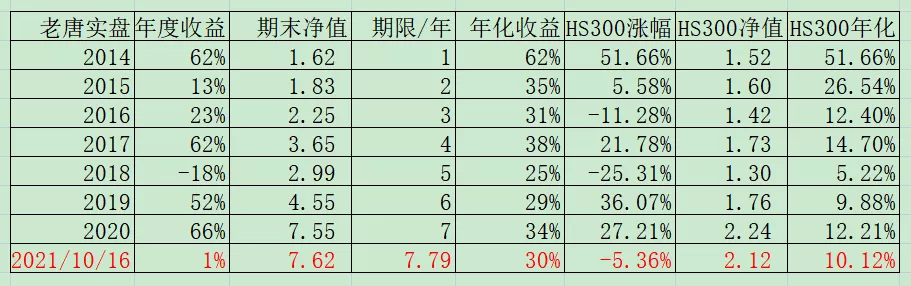 老唐实盘 年度收益 期末净值 期限/年 年化收益 HS300涨幅 HS300净值 HS300年化
2014 62% 1.62 1 62% 51.66% 1.52 51.66%
2015 13% 1.83 2 35% 5.58% 1.60 26.54%
2016 23% 2.25 3 31% -11.28% 1.42 12.40%
2017 62% 3.65 4 38% 21.78% 1.73 14.70%
2018 -18% 2.99 5 25% -25.31% 1.30 5.22%
2019 52% 4.55 6 29% 36.07% 1.76 9.88%
2020 66% 7.55 7 34% 27.21% 2.24 12.21%
2021/10/16 1% 7.62 7.79 30% -5.36% 2.12 10.12%